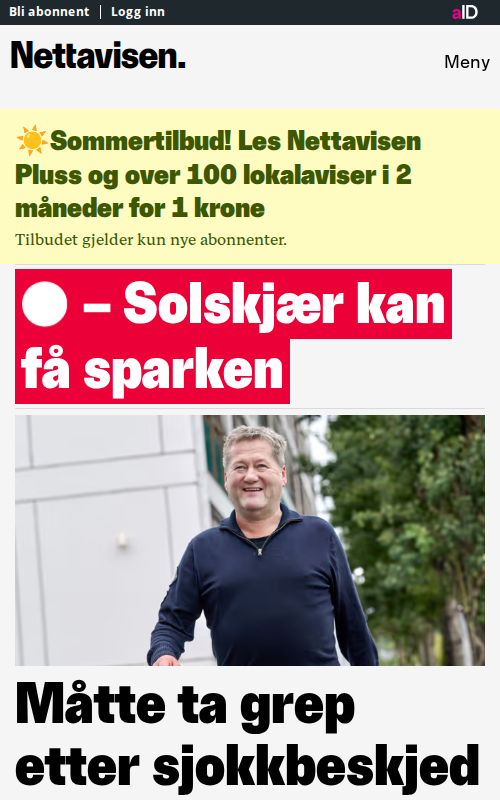 Bli abonnent | Logg inn
aID
Nettavisen.
Meny
Sommertilbud! Les Nettavisen
Pluss og over 100 lokalaviser i 2
måneder for 1 krone
Tilbudet gjelder kun nye abonnenter.
– Solskjær kan
få sparken
Måtte ta grep
etter sjokkbeskjed